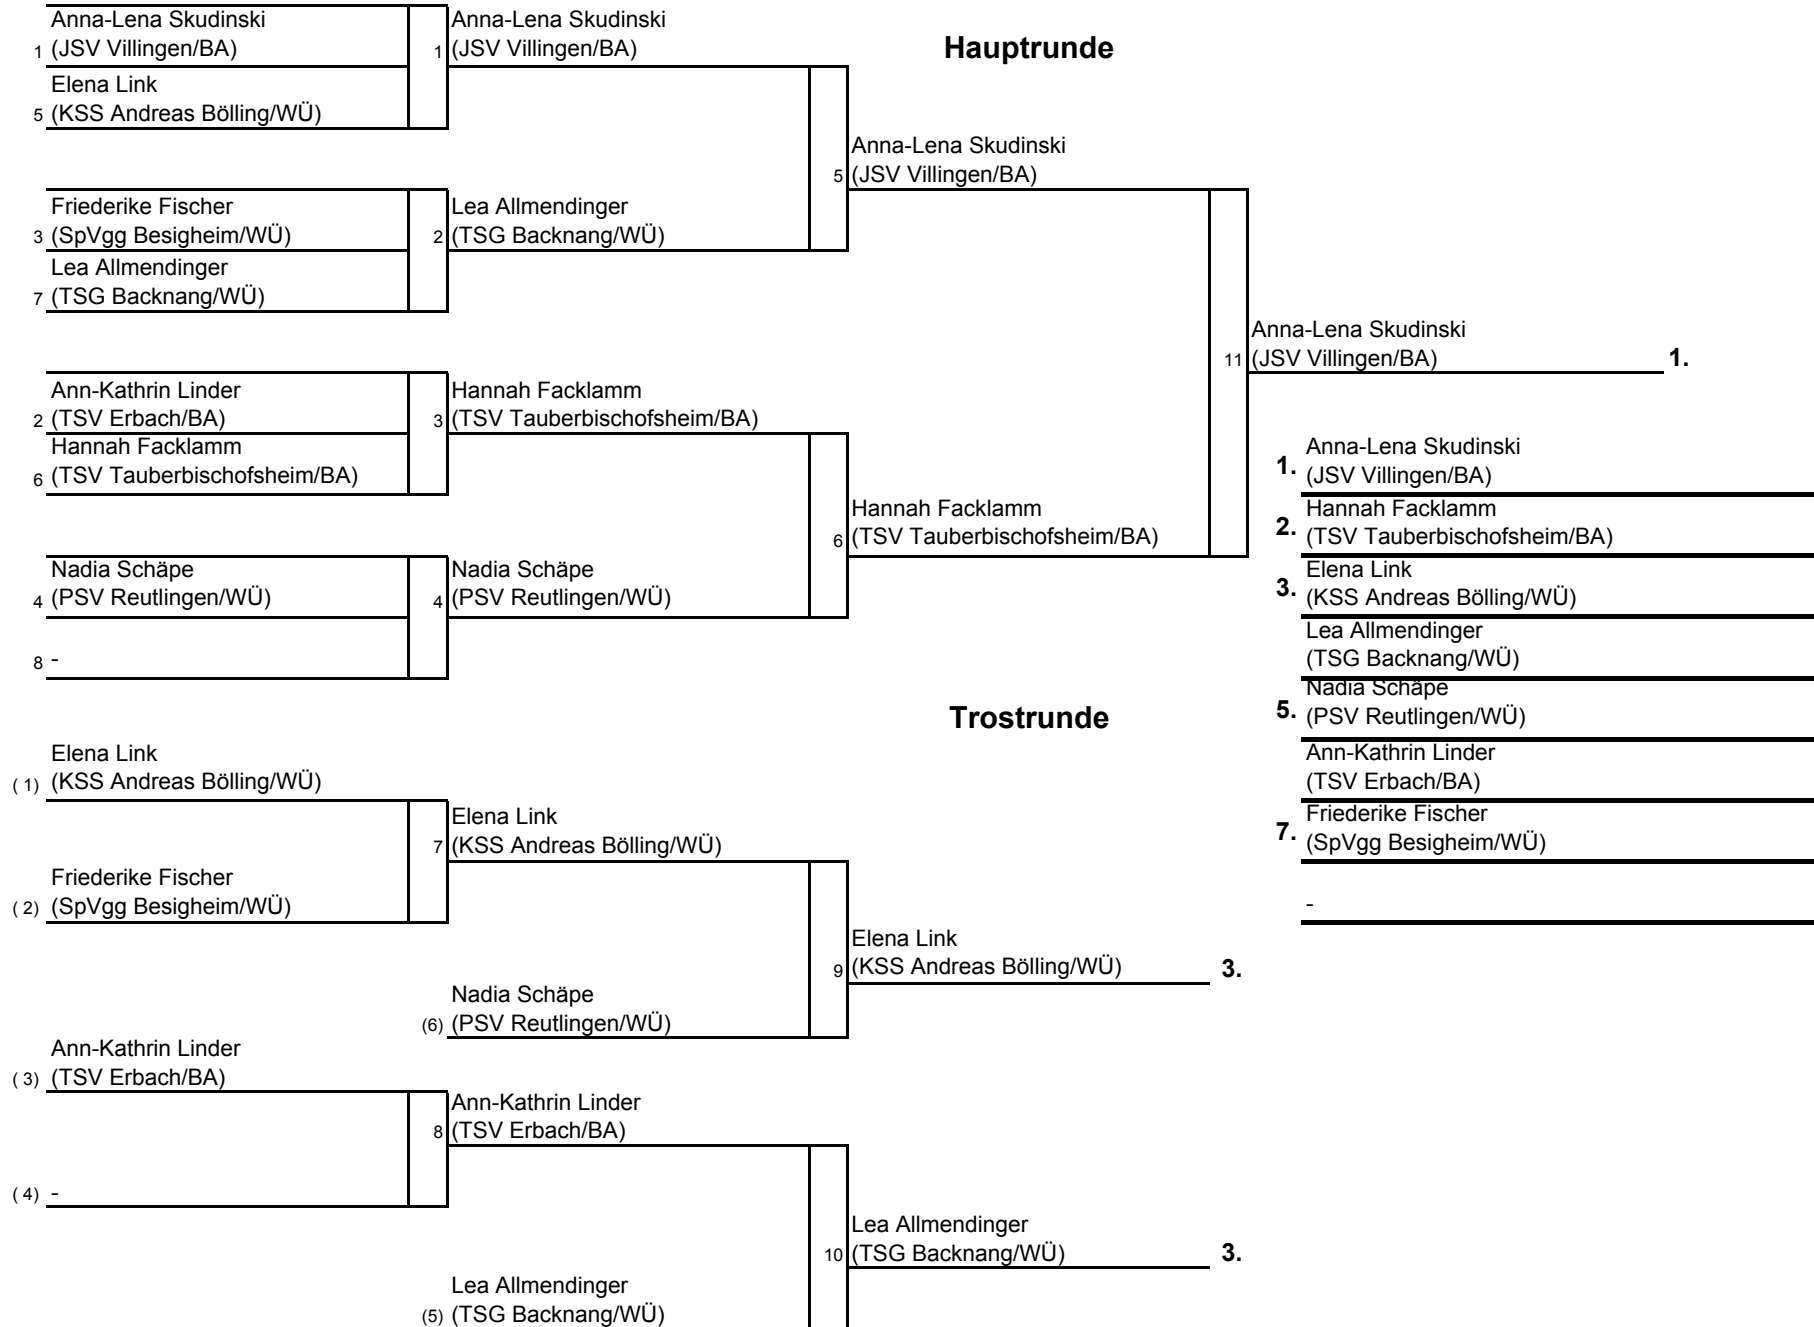 Anna-Lena Skudinski
1 (JSV Villingen/BA)
Elena Link
5 (KSS Andreas Bölling/WÜ)
Friederike Fischer
3 (SpVgg Besigheim/WÜ)
Lea Allmendinger
7 (TSG Backnang/WÜ)
Ann-Kathrin Linder
2 (TSV Erbach/BA)
Hannah Facklamm
6 (TSV Tauberbischofsheim/BA)
Nadia Schäpe
4 (PSV Reutlingen/WÜ)
8 -
Anna-Lena Skudinski
1 (JSV Villingen/BA)
Lea Allmendinger
2 (TSG Backnang/WÜ)
Hannah Facklamm
3 (TSV Tauberbischofsheim/BA)
Nadia Schäpe
4 (PSV Reutlingen/WÜ)
Hauptrunde
Anna-Lena Skudinski
5 (JSV Villingen/BA)
Hannah Facklamm
6 (TSV Tauberbischofsheim/BA)
Anna-Lena Skudinski
11 (JSV Villingen/BA) 1.
1. Anna-Lena Skudinski
(JSV Villingen/BA)
2. Hannah Facklamm
(TSV Tauberbischofsheim/BA)
3. Elena Link
(KSS Andreas Bölling/WÜ)
Lea Allmendinger
(TSG Backnang/WÜ)
5. Nadia Schäpe
(PSV Reutlingen/WÜ)
Ann-Kathrin Linder
(TSV Erbach/BA)
7. Friederike Fischer
(SpVgg Besigheim/WÜ)
-
Trostrunde
Elena Link
( 1) (KSS Andreas Bölling/WÜ)
Friederike Fischer
( 2) (SpVgg Besigheim/WÜ)
Elena Link
7 (KSS Andreas Bölling/WÜ)
Nadia Schäpe
(6) (PSV Reutlingen/WÜ)
Elena Link
9 (KSS Andreas Bölling/WÜ) 3.
Ann-Kathrin Linder
( 3) (TSV Erbach/BA)
( 4) -
Ann-Kathrin Linder
8 (TSV Erbach/BA)
Lea Allmendinger
(5) (TSG Backnang/WÜ)
Lea Allmendinger
10 (TSG Backnang/WÜ) 3.